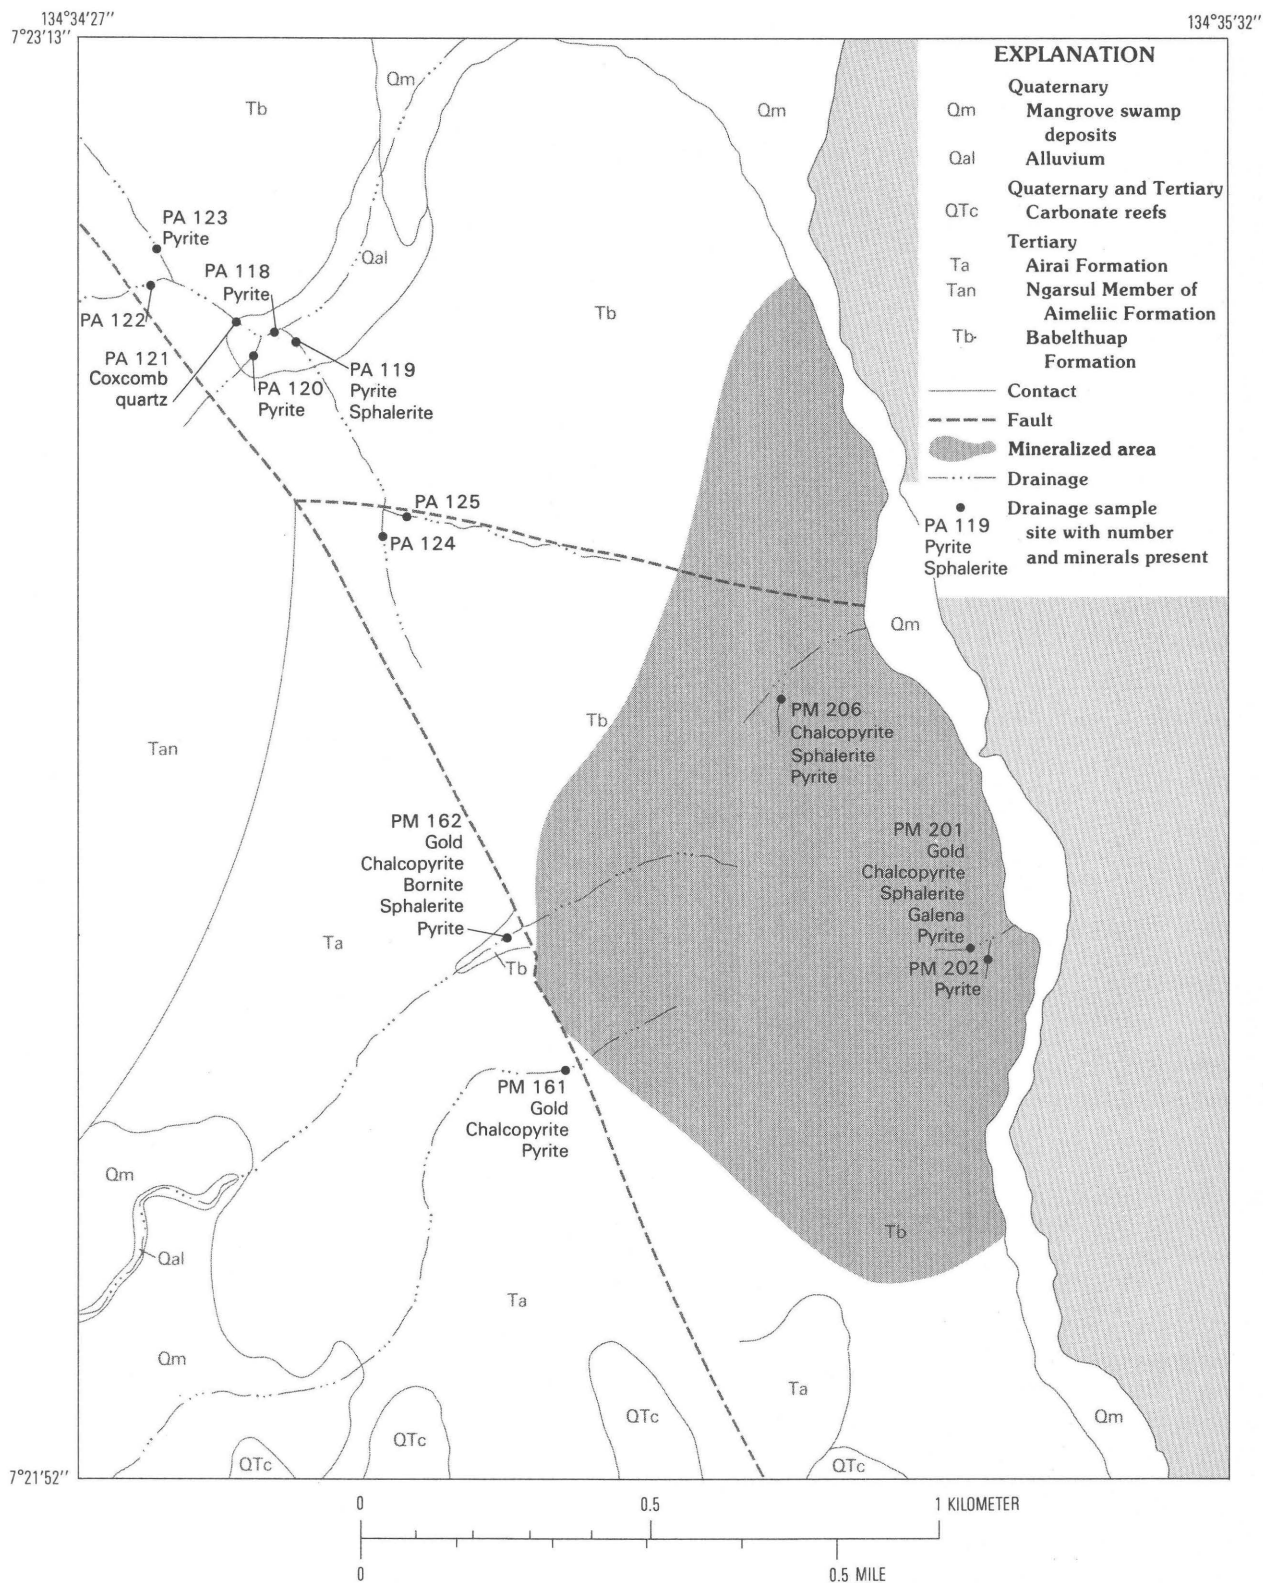 134°34'27''
134°35'32''
7°23'13''
EXPLANATION
Quaternary
Qm Mangrove swamp
deposits
Qal Alluvium
Quaternary and Tertiary
QTc Carbonate reefs
Tertiary
Ta Airai Formation
Tan Ngarsul Member of
Aimeliic Formation
Tb Babelthuap
Formation
Contact
Fault
Mineralized area
Drainage
Drainage sample
site with number
and minerals present
PA 119
Pyrite
Sphalerite
Qm
Tb
Qm
PA 123
Pyrite
Qal
PA 118
Pyrite
Tb
PA 122
PA 121
Coxcomb
quartz
PA 120
Pyrite
PA 119
Pyrite
Sphalerite
PA 125
PA 124
Qm
Tb
PM 206
Chalcopyrite
Sphalerite
Pyrite
Tan
PM 162
Gold
Chalcopyrite
Bornite
Sphalerite
Pyrite
PM 201
Gold
Chalcopyrite
Sphalerite
Galena
Pyrite
Ta
Tb
PM 202
Pyrite
PM 161
Gold
Chalcopyrite
Pyrite
Qm
Tb
Qal
Ta
Qm
Ta
QTc
Qm
QTc
QTc
QTc
7°21'52''
0 0.5 1 KILOMETER
0 0.5 MILE